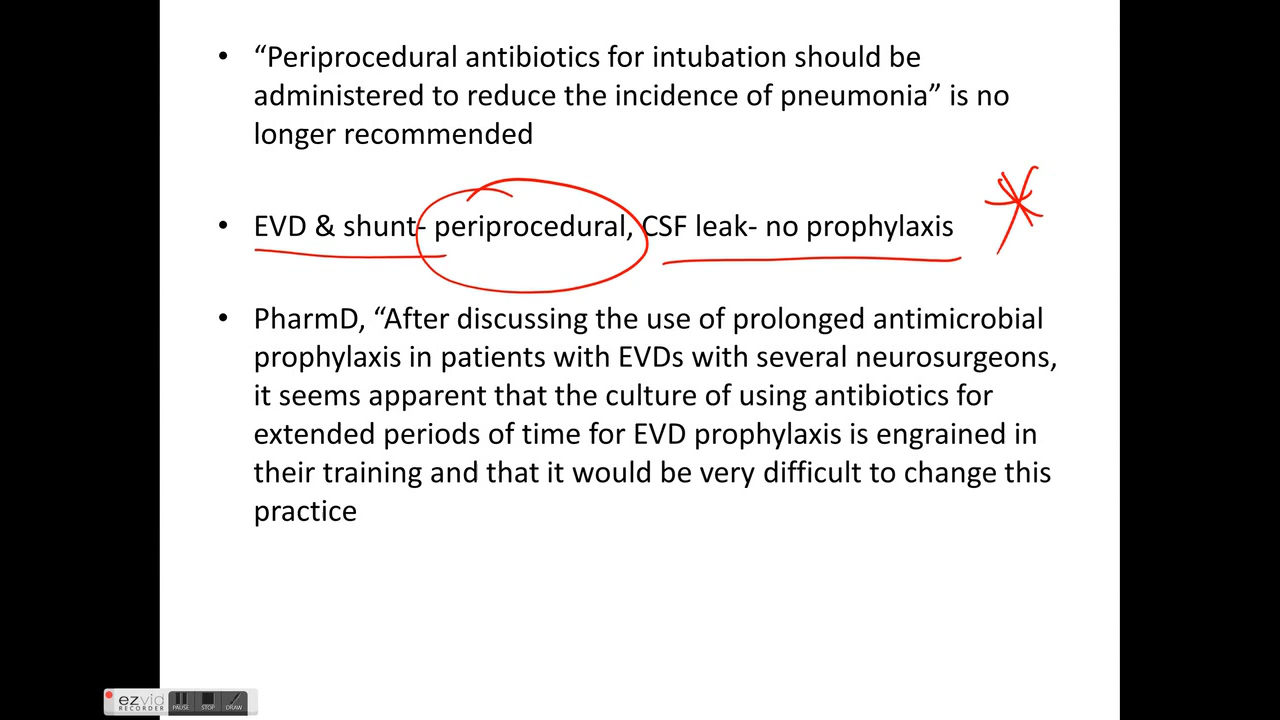 • “Periprocedural antibiotics for intubation should be
administered to reduce the incidence of pneumonia” is no
longer recommended
• EVD & shunt- periprocedural, CSF leak- no prophylaxis
• PharmD, “After discussing the use of prolonged antimicrobial
prophylaxis in patients with EVDs with several neurosurgeons,
it seems apparent that the culture of using antibiotics for
extended periods of time for EVD prophylaxis is engrained in
their training and that it would be very difficult to change this
practice
ezvid
RECORDER
PAUSE STOP DRAW